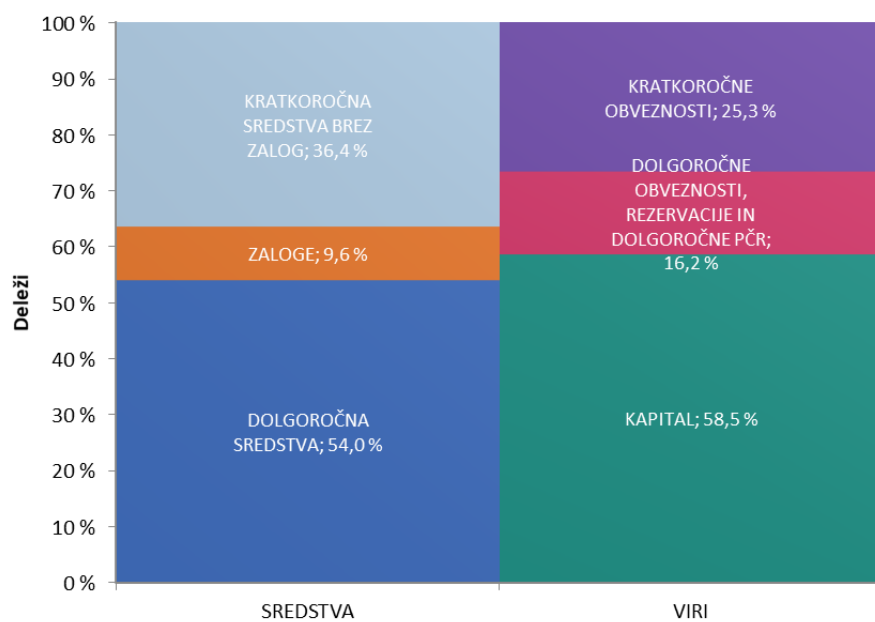 100 %
90 %
80 %
70 %
60 %
50 %
40 %
30 %
20 %
10 %
0 %
Deleži
KRATKOROČNA
SREDSTVA BREZ
ZALOG; 36,4 %
ZALOGE; 9,6 %
DOLGOROČNA
SREDSTVA; 54,0 %
KRATKOROČNE
OBVEZNOSTI; 25,3 %
DOLGOROČNE
OBVEZNOSTI,
REZERVACIJE IN
DOLGOROČNE PČR;
16,2 %
KAPITAL; 58,5 %
SREDSTVA
VIRI